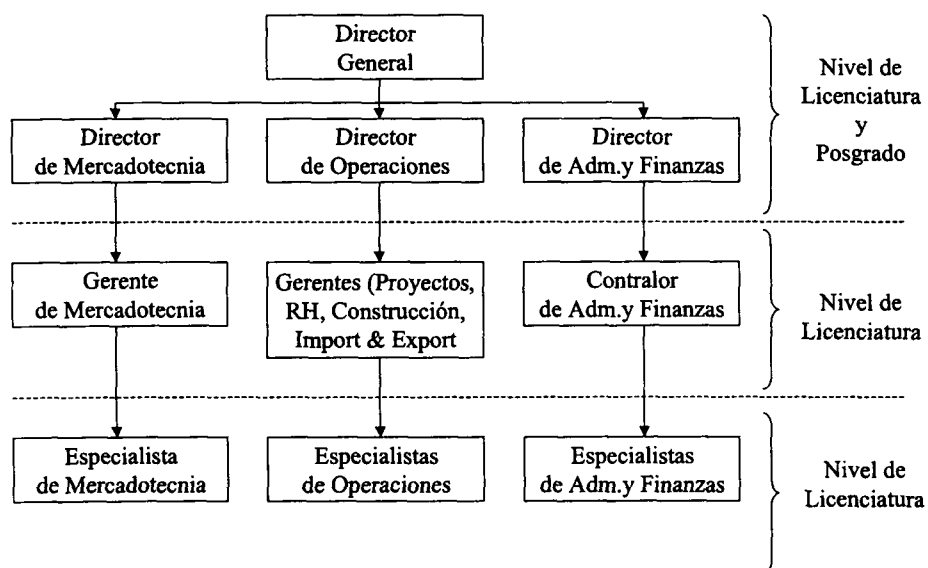 Director
General
Nivel de
Licenciatura
y
Posgrado
Director
de Mercadotecnia
Director
de Operaciones
Director
de Adm.y Finanzas
Gerente
de Mercadotecnia
Gerentes (Proyectos,
RH, Construcción,
Import & Export
Contralor
de Adm.y Finanzas
Nivel de
Licenciatura
Especialista
de Mercadotecnia
Especialistas
de Operaciones
Especialistas
de Adm.y Finanzas
Nivel de
Licenciatura